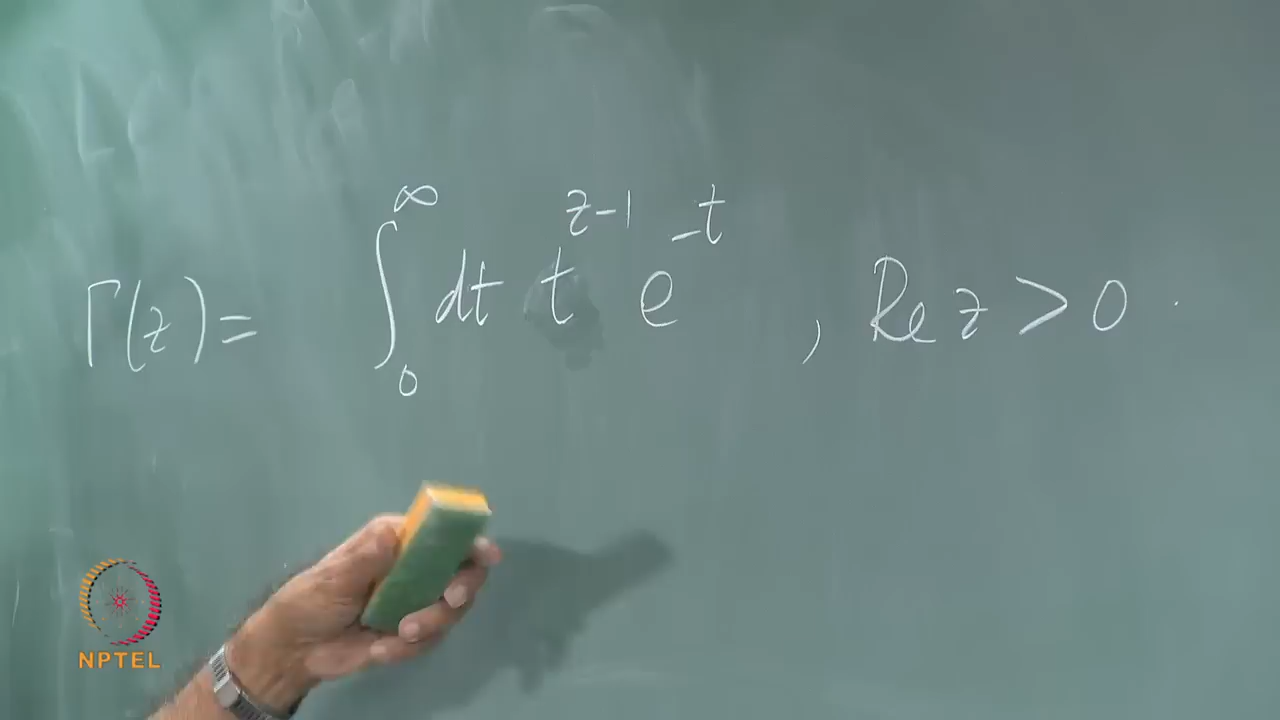 Γ(z) = ∫₀^∞ dt t^{z-1} e^{-t} , Re z > 0 .
NPTEL